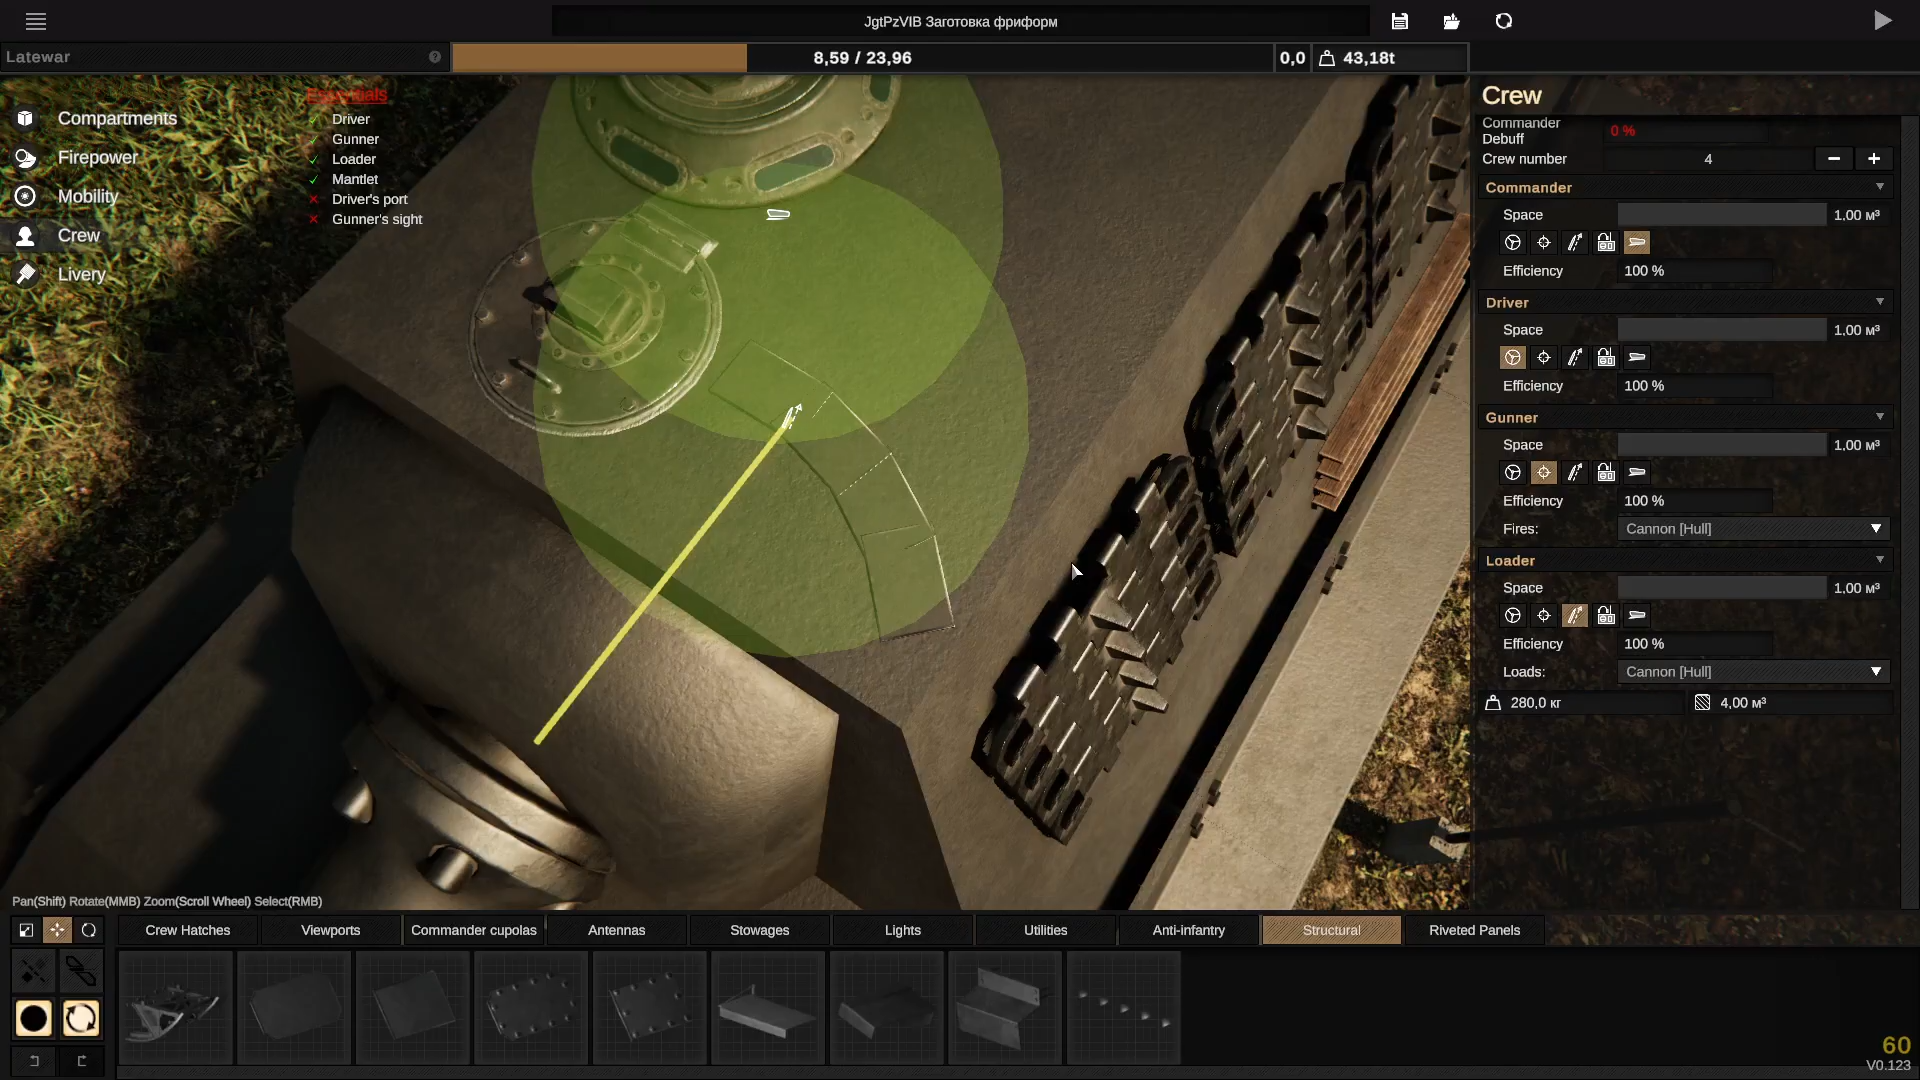 JgtPzVIB Заготовка фриформ
Latewar
8,59 / 23,96
0,0
43,18t
Compartments
Firepower
Mobility
Crew
Livery
Essentials
Driver
Gunner
Loader
Mantlet
Driver's port
Gunner's sight
Crew
Commander Debuff
0 %
Crew number
4
Commander
Space
1,00 м³
Efficiency
100 %
Driver
Space
1,00 м³
Efficiency
100 %
Gunner
Space
1,00 м³
Efficiency
100 %
Fires:
Cannon [Hull]
Loader
Space
1,00 м³
Efficiency
100 %
Loads:
Cannon [Hull]
280,0 кг
4,00 м³
Pan(Shift) Rotate(MMB) Zoom(Scroll Wheel) Select(RMB)
Crew Hatches
Viewports
Commander cupolas
Antennas
Stowages
Lights
Utilities
Anti-infantry
Structural
Riveted Panels
60
V0.123